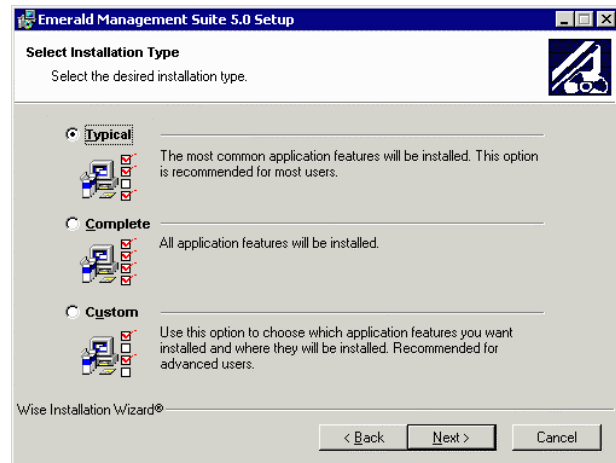 Emerald Management Suite 5.0 Setup
Select Installation Type
Select the desired installation type.
Typical
The most common application features will be installed. This option
is recommended for most users.
Complete
All application features will be installed.
Custom
Use this option to choose which application features you want
installed and where they will be installed. Recommended for
advanced users.
Wise Installation Wizard®
< Back Next > Cancel